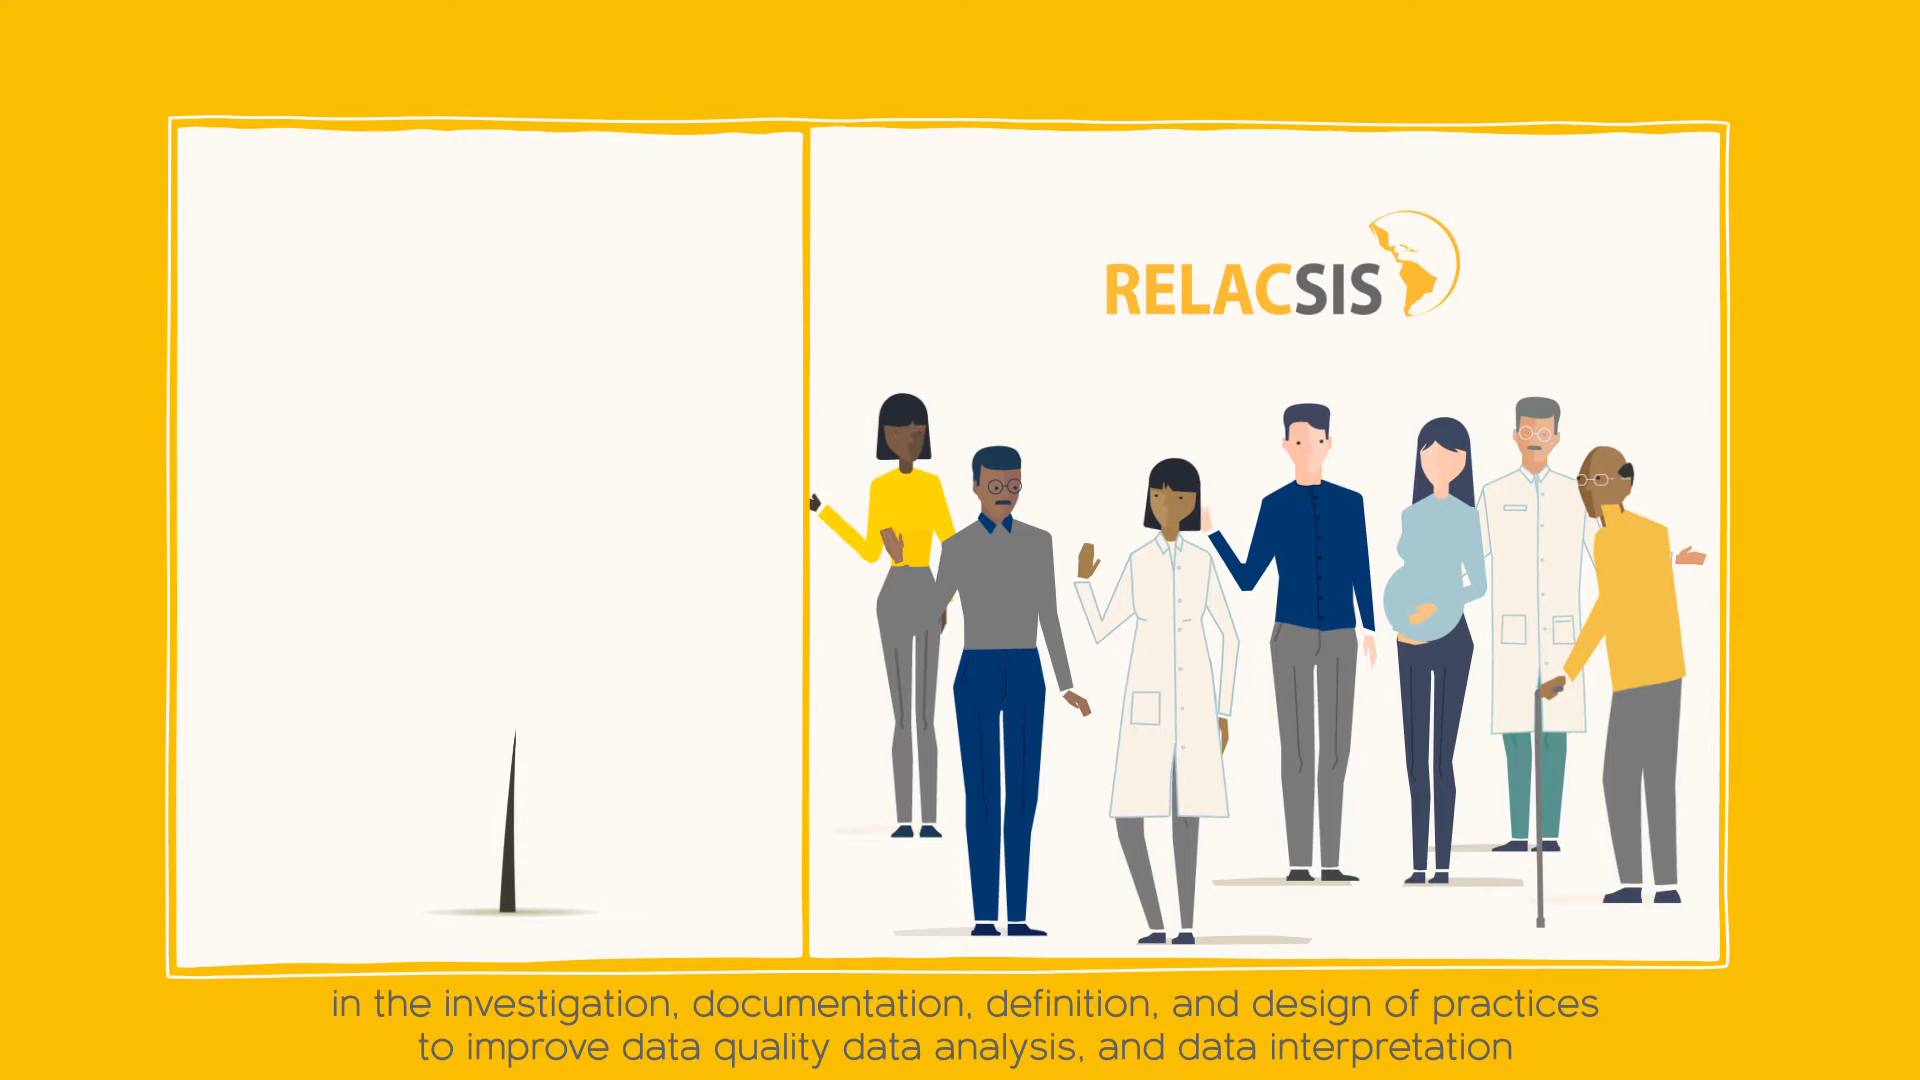 RELACSIS
in the investigation, documentation, definition, and design of practices
to improve data quality data analysis, and data interpretation